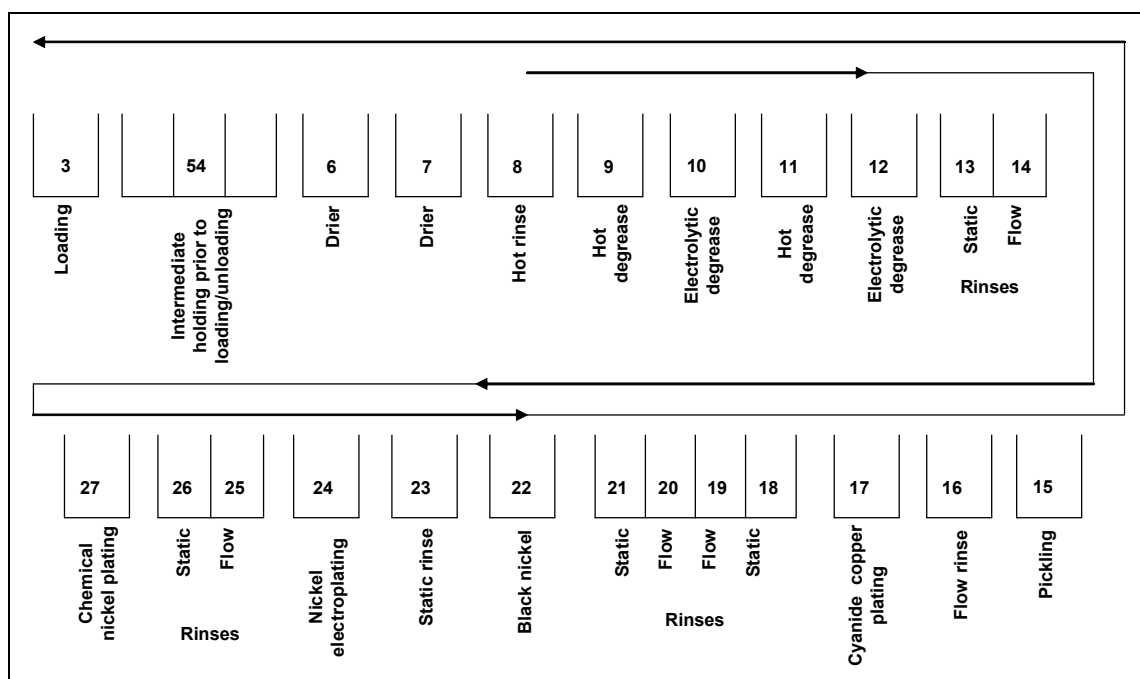 3
54
6
7
8
9
10
11
12
13
14
Loading
Intermediate
holding prior to
loading/unloading
Drier
Drier
Hot rinse
Hot
degrease
Electrolytic
degrease
Hot
degrease
Electrolytic
degrease
Static
Flow
Rinses
27
26
25
24
23
22
21
20
19
18
17
16
15
Chemical
nickel plating
Static
Flow
Rinses
Nickel
electroplating
Static rinse
Black nickel
Static
Flow
Flow
Static
Rinses
Cyanide copper
plating
Flow rinse
Pickling